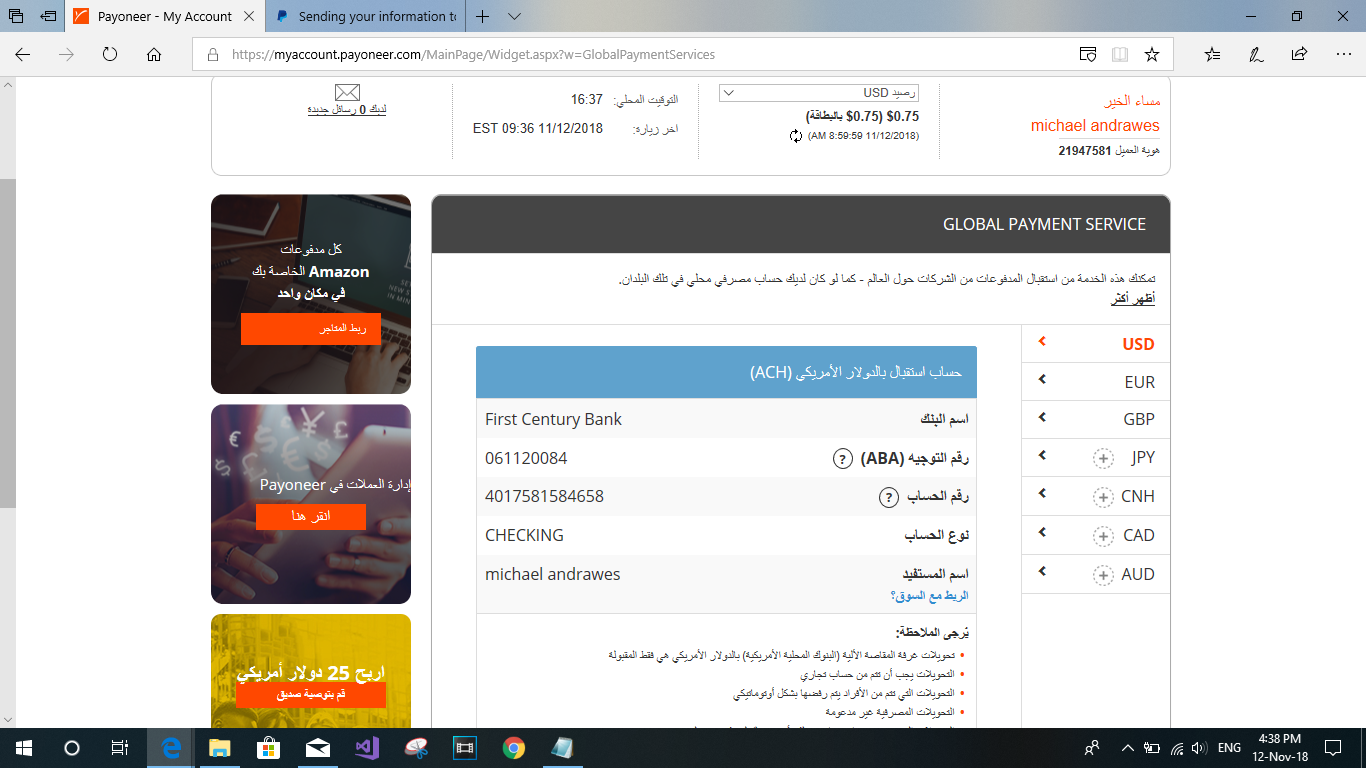 Payoneer - My Account
Sending your information to
https://myaccount.payoneer.com/MainPage/Widget.aspx?w=GlobalPaymentServices
مساء الخير
michael andrawes
هوية العميل 21947581
رصيد USD
$0.75 ($0.75 بالبطاقة)
(11/12/2018 8:59:59 AM)
التوقيت المحلي: 16:37
اخر زيارة: 11/12/2018 09:36 EST
لديك 0 رسائل جديدة
كل مدفوعات
Amazon الخاصة بك
في مكان واحد
ربط المتاجر
إدارة العملات في Payoneer
انقر هنا
اربح 25 دولار أمريكي
قم بتوصية صديق
GLOBAL PAYMENT SERVICE
تمكنك هذه الخدمة من استقبال المدفوعات من الشركات حول العالم - كما لو كان لديك حساب مصرفي محلي في تلك البلدان.
أظهر أكثر
USD
EUR
GBP
JPY
CNH
CAD
AUD
حساب استقبال بالدولار الأمريكي (ACH)
اسم البنك First Century Bank
رقم التوجيه (ABA) ? 061120084
رقم الحساب ? 4017581584658
نوع الحساب CHECKING
اسم المستفيد michael andrawes
الربط مع السوق؟
يُرجى الملاحظة:
• تحويلات غرفة المقاصة الآلية (البنوك المحلية الأمريكية) بالدولار الأمريكي هي فقط المقبولة
• التحويلات يجب أن تتم من حساب تجاري
• التحويلات التي تتم من الأفراد يتم رفضها بشكل أوتوماتيكي
• التحويلات المصرفية غير مدعومة
ENG
4:38 PM
12-Nov-18